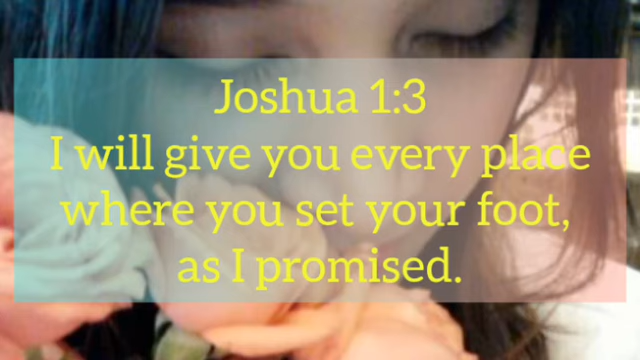 Joshua 1:3
I will give you every place
where you set your foot,
as I promised.